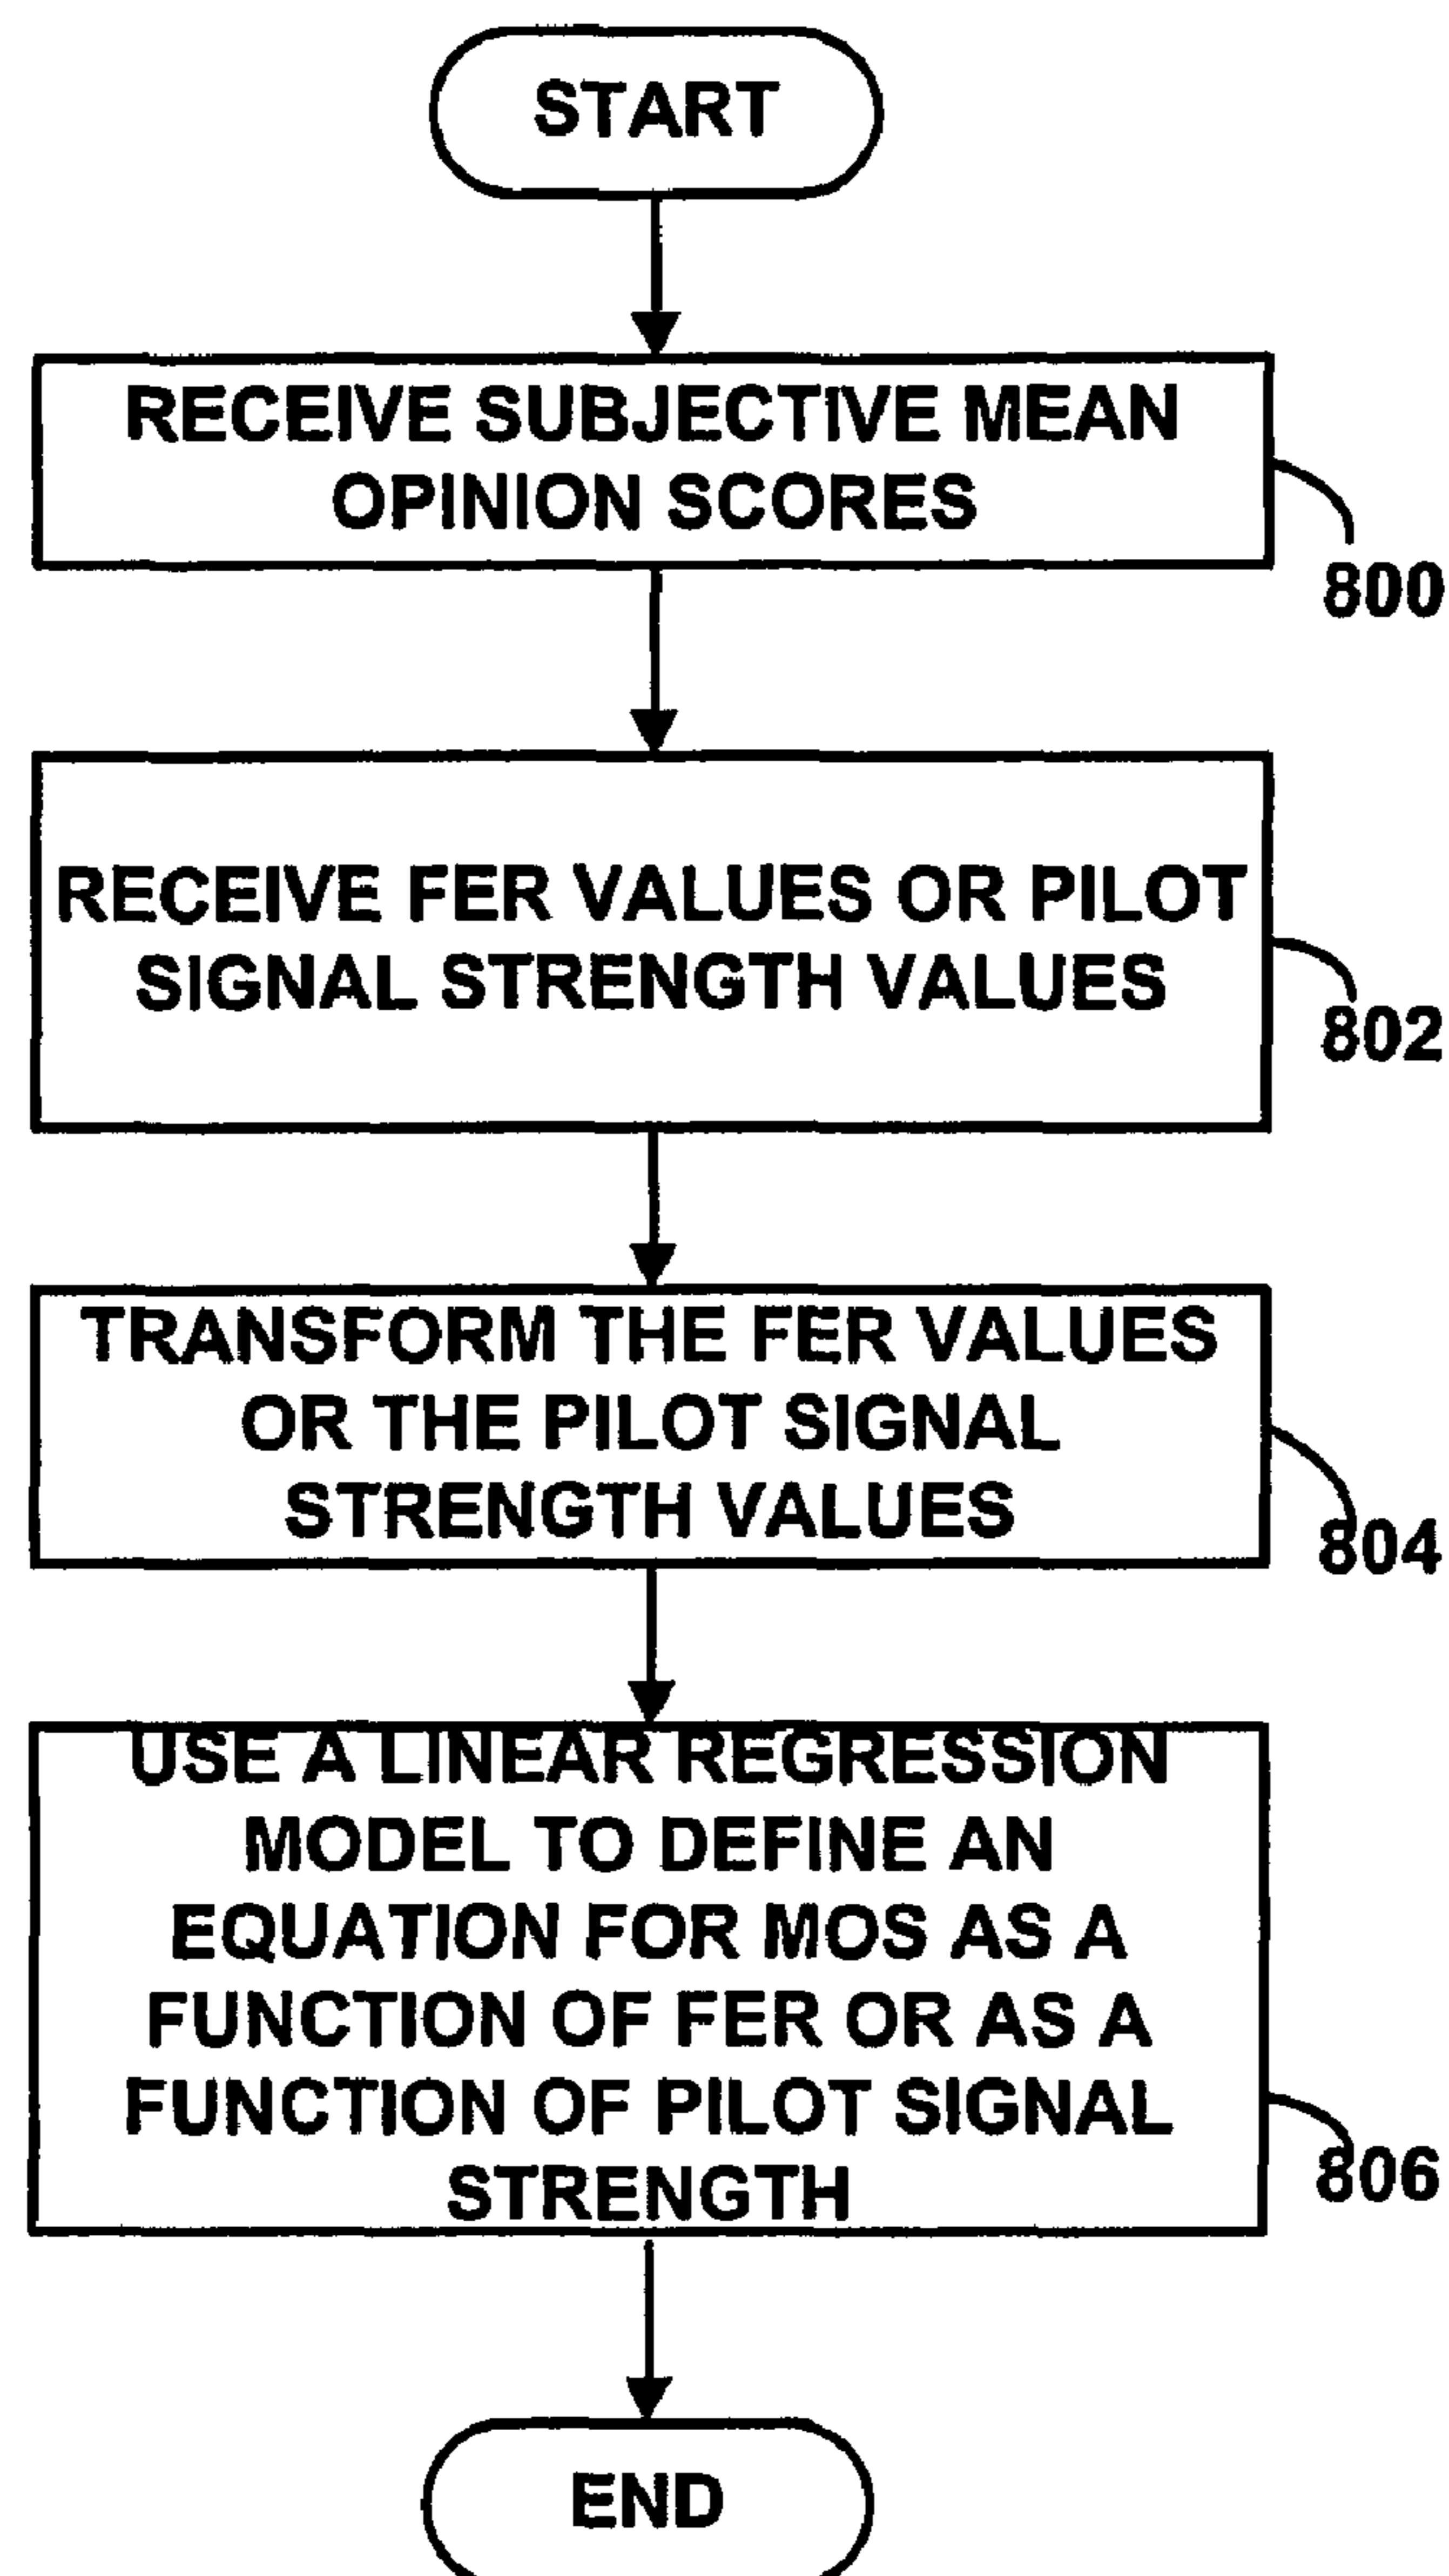 START
RECEIVE SUBJECTIVE MEAN
OPINION SCORES
800
RECEIVE FER VALUES OR PILOT
SIGNAL STRENGTH VALUES
802
TRANSFORM THE FER VALUES
OR THE PILOT SIGNAL
STRENGTH VALUES
804
USE A LINEAR REGRESSION
MODEL TO DEFINE AN
EQUATION FOR MOS AS A
FUNCTION OF FER OR AS A
FUNCTION OF PILOT SIGNAL
STRENGTH
806
END